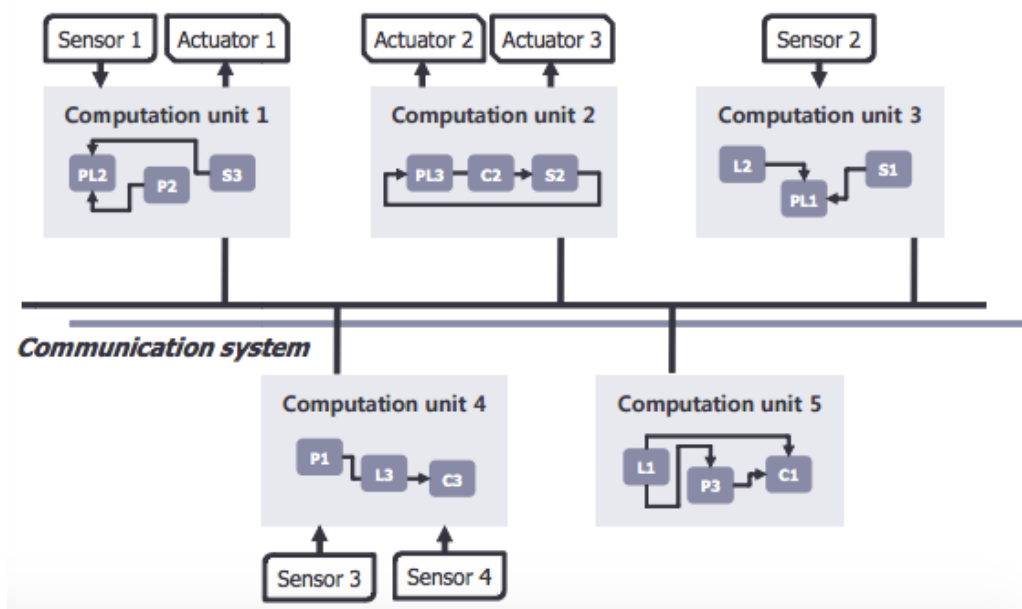 Sensor 1
Actuator 1
Actuator 2
Actuator 3
Sensor 2
Computation unit 1
Computation unit 2
Computation unit 3
PL2
P2
S3
PL3
C2
S2
L2
PL1
S1
Communication system
Computation unit 4
Computation unit 5
P1
L3
C3
L1
P3
C1
Sensor 3
Sensor 4